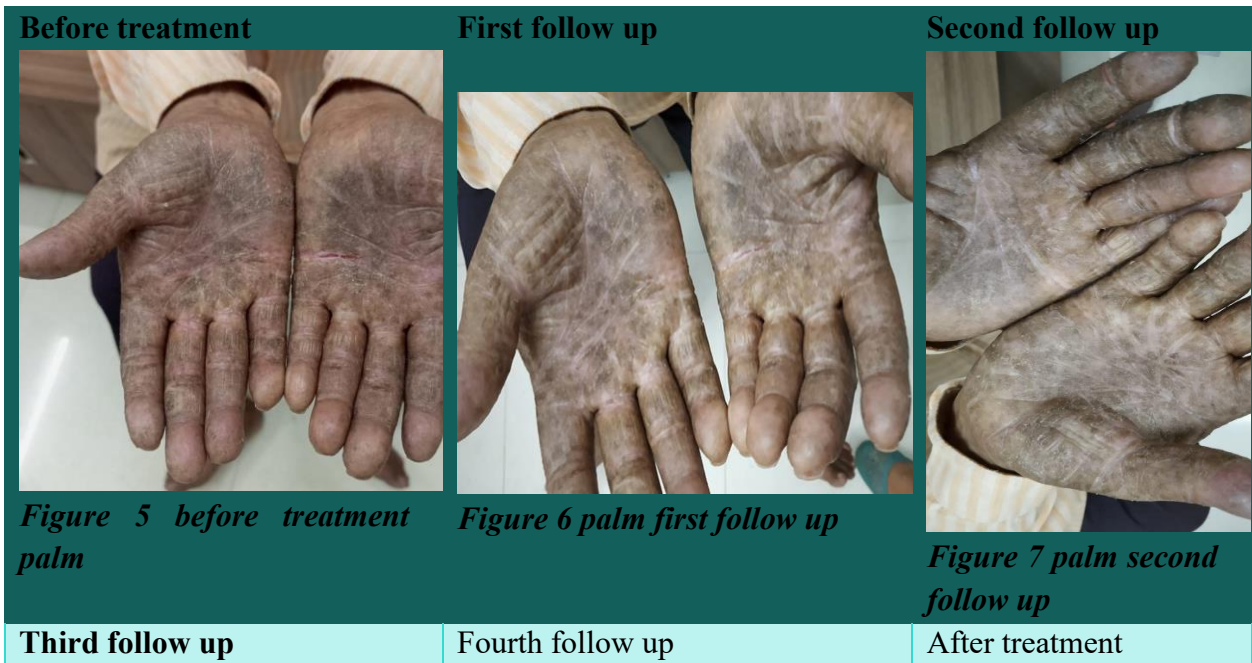 Before treatment
First follow up
Second follow up
Figure 5 before treatment
palm
Figure 6 palm first follow up
Figure 7 palm second
follow up
Third follow up
Fourth follow up
After treatment